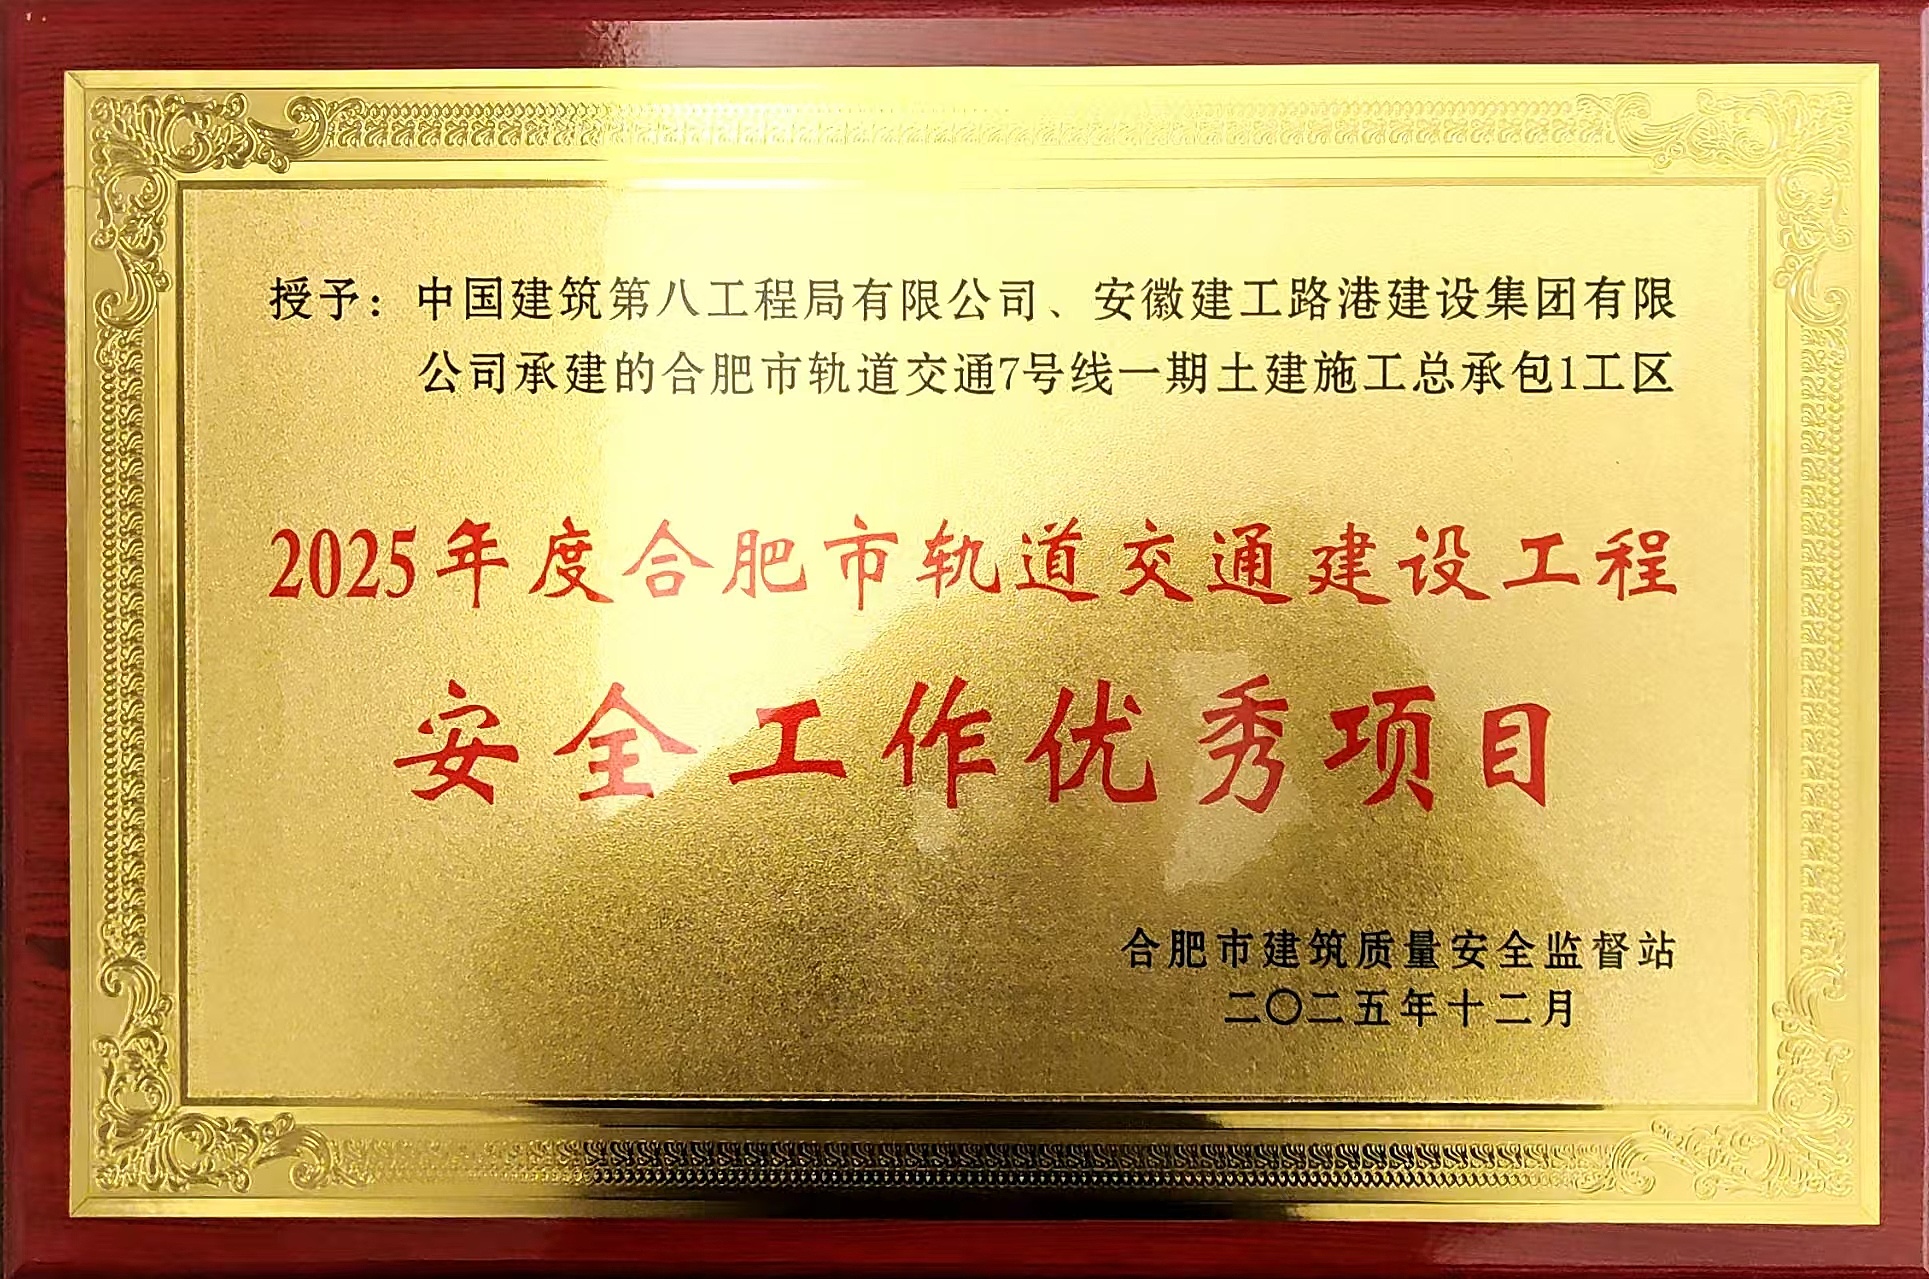 授予：中国建筑第八工程局有限公司、安徽建工路港建设集团有限
公司承建的合肥市轨道交通7号线一期土建施工总承包1工区
2025年度合肥市轨道交通建设工程
安全工作优秀项目
合肥市建筑质量安全监督站
二〇二五年十二月